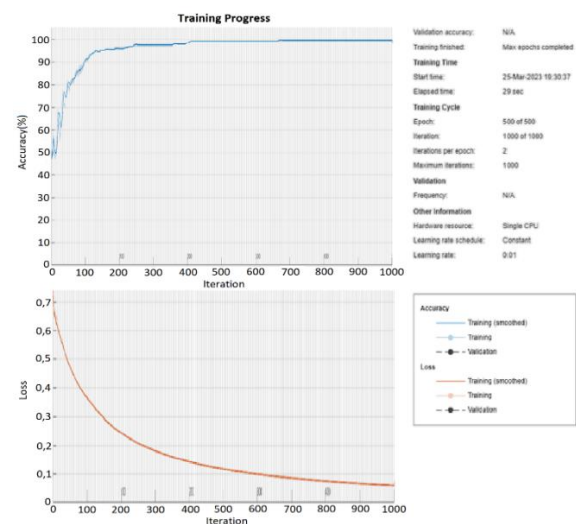 Training Progress
100
90
80
70
60
50
40
30
20
10
0
Accuracy(%)
0 100 200 300 400 500 600 700 800 900 1000
Iteration
Validation accuracy: N/A
Training finished: Max epochs completed
Training Time
Start time: 25-Mar-2023 19:30:37
Elapsed time: 29 sec
Training Cycle
Epoch: 500 of 500
Iteration: 1000 of 1000
Iterations per epoch: 2
Maximum iterations: 1000
Validation
Frequency: N/A
Other Information
Hardware resource: Single CPU
Learning rate schedule: Constant
Learning rate: 0.01
0,7
0,6
0,5
0,4
0,3
0,2
0,1
Loss
0 100 200 300 400 500 600 700 800 900 1000
Iteration
Accuracy
Training (smoothed)
Training
Validation
Loss
Training (smoothed)
Training
Validation